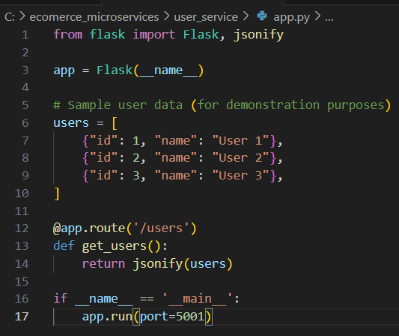 C: > ecomerce_microservices > user_service > app.py > ...
1 from flask import Flask, jsonify
2
3 app = Flask(__name__)
4
5 # Sample user data (for demonstration purposes)
6 users = [
7     {"id": 1, "name": "User 1"},
8     {"id": 2, "name": "User 2"},
9     {"id": 3, "name": "User 3"},
10 ]
11
12 @app.route('/users')
13 def get_users():
14     return jsonify(users)
15
16 if __name__ == '__main__':
17     app.run(port=5001)